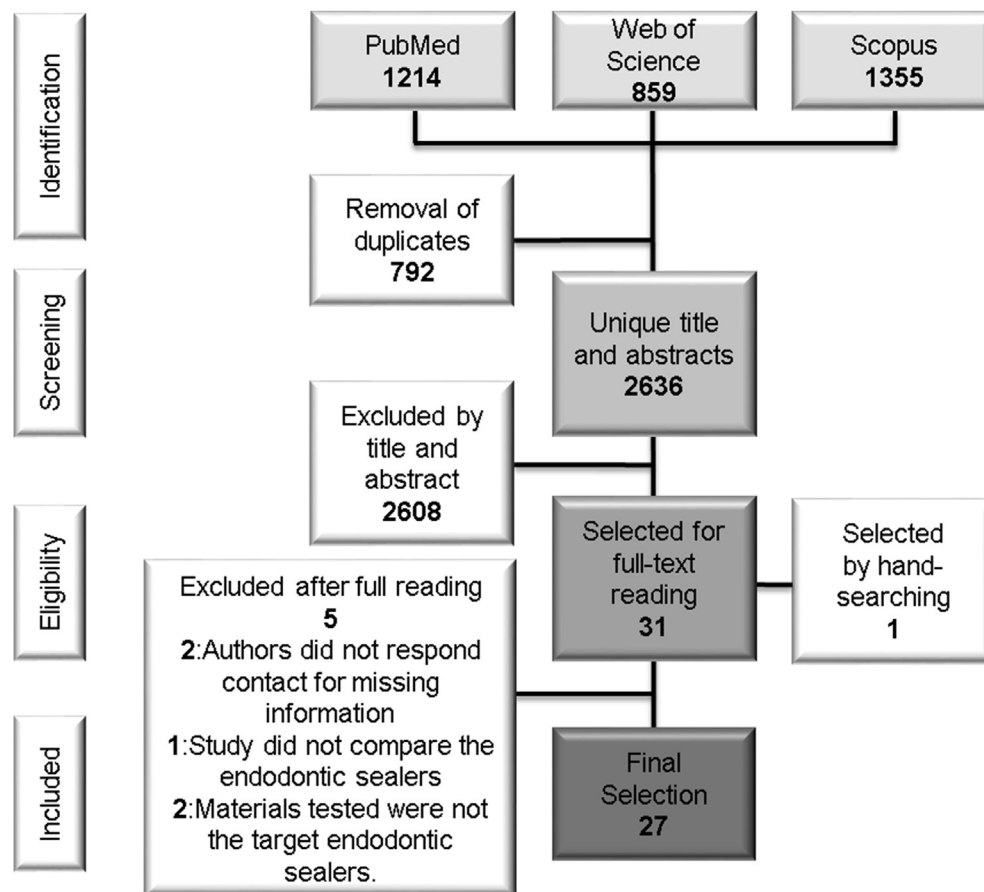 Identification
PubMed
1214
Web of
Science
859
Scopus
1355
Removal of
duplicates
792
Screening
Unique title
and abstracts
2636
Excluded by
title and
abstract
2608
Eligibility
Selected for
full-text
reading
31
Selected
by hand-
searching
1
Excluded after full reading
5
2:Authors did not respond
contact for missing
information
1:Study did not compare the
endodontic sealers
2:Materials tested were not
the target endodontic
sealers.
Included
Final
Selection
27